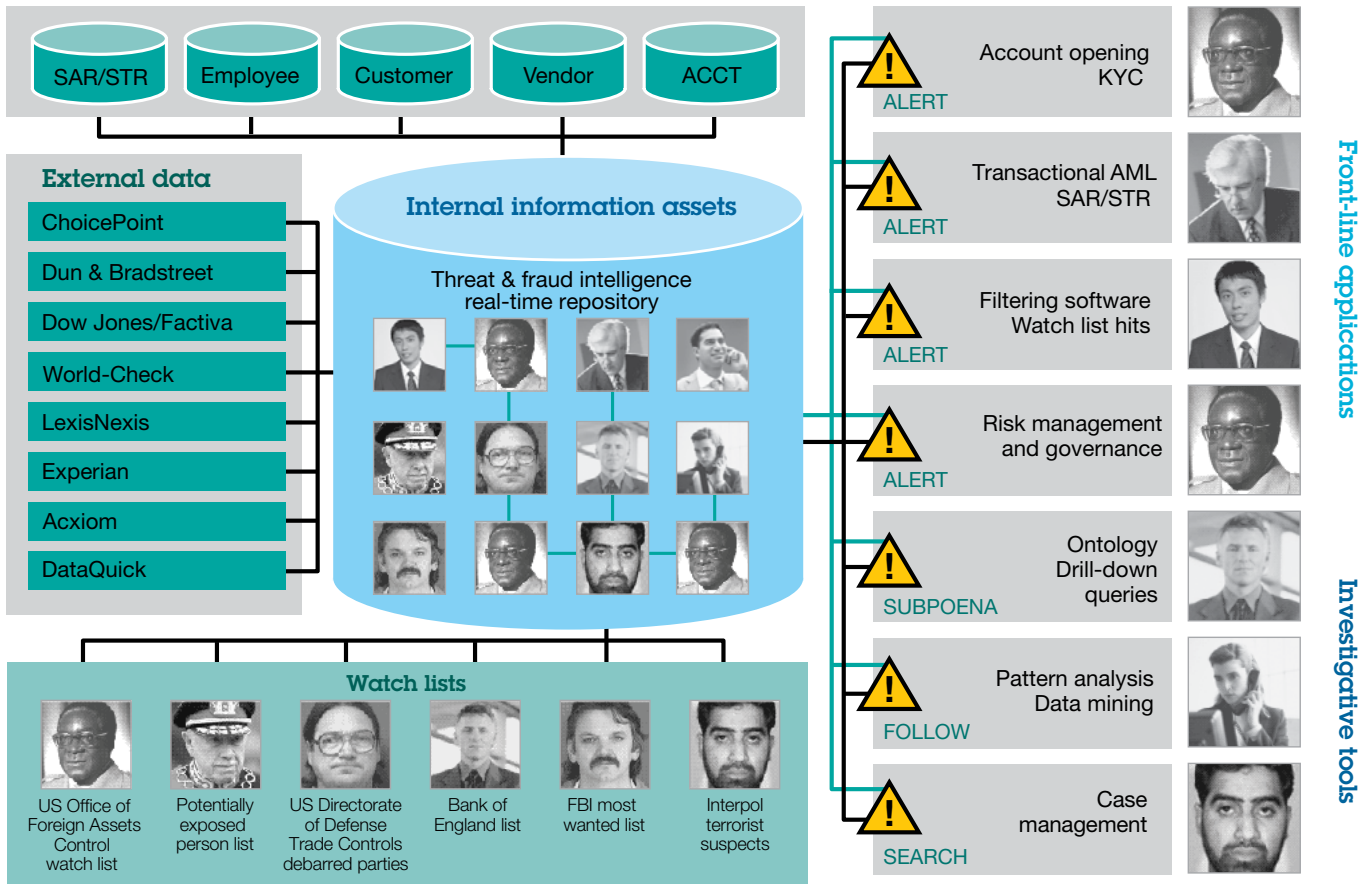 SAR/STR
Employee
Customer
Vendor
ACCT
External data
ChoicePoint
Dun & Bradstreet
Dow Jones/Factiva
World-Check
LexisNexis
Experian
Acxiom
DataQuick
Internal information assets
Threat & fraud intelligence
real-time repository
Watch lists
US Office of
Foreign Assets
Control
watch list
Potentially
exposed
person list
US Directorate
of Defense
Trade Controls
debarred parties
Bank of
England list
FBI most
wanted list
Interpol
terrorist
suspects
!
ALERT
Account opening
KYC
!
ALERT
Transactional AML
SAR/STR
!
ALERT
Filtering software
Watch list hits
!
ALERT
Risk management
and governance
!
SUBPOENA
Ontology
Drill-down
queries
!
FOLLOW
Pattern analysis
Data mining
!
SEARCH
Case
management
Front-line applications
Investigative tools